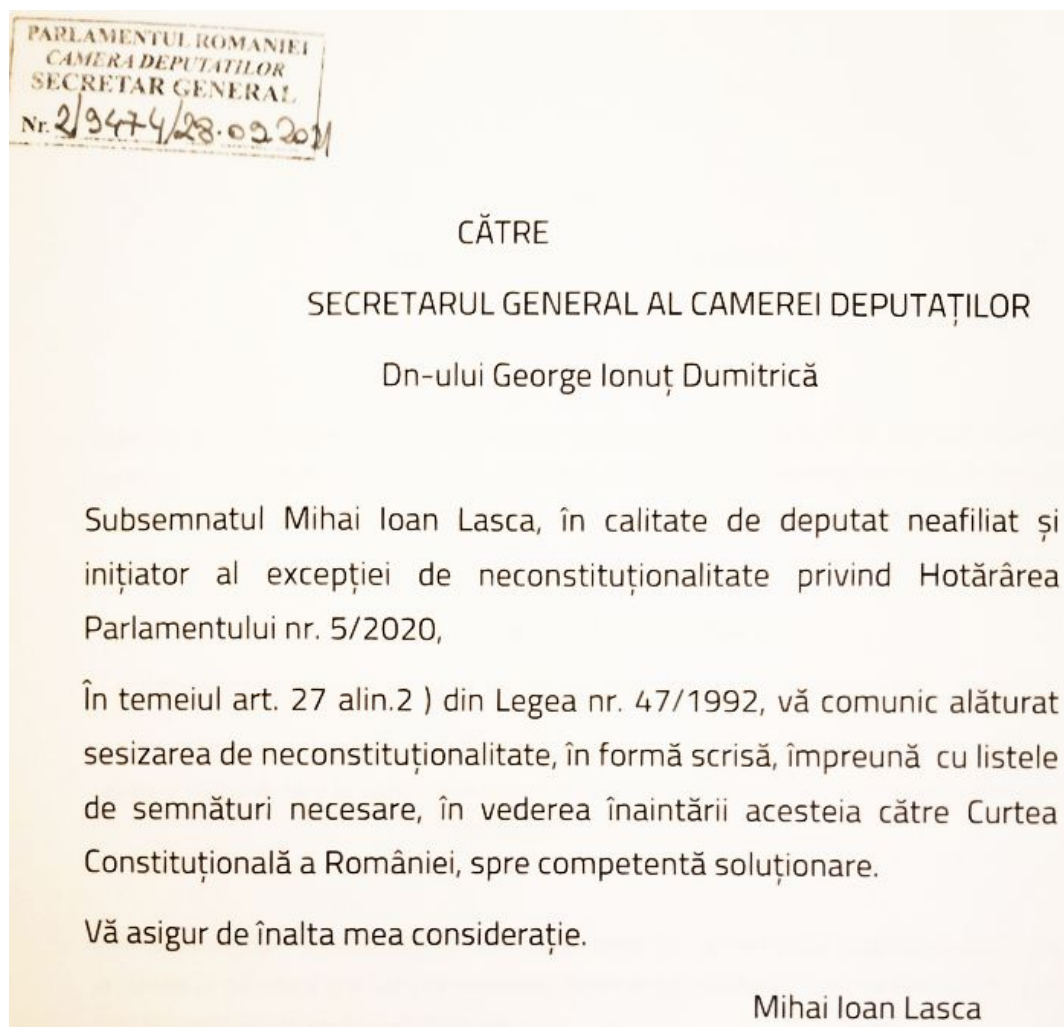 PARLAMENTUL ROMANIEI
CAMERA DEPUTATILOR
SECRETAR GENERAL
Nr. 2/9474/28.09.2021
CĂTRE
SECRETARUL GENERAL AL CAMEREI DEPUTAȚILOR
Dn-ului George Ionuț Dumitrică
Subsemnatul Mihai Ioan Lasca, în calitate de deputat neafiliat și
inițiator al excepției de neconstituționalitate privind Hotărârea
Parlamentului nr. 5/2020,
În temeiul art. 27 alin.2 ) din Legea nr. 47/1992, vă comunic alăturat
sesizarea de neconstituționalitate, în formă scrisă, împreună cu listele
de semnături necesare, în vederea înaintării acesteia către Curtea
Constituțională a României, spre competentă soluționare.
Vă asigur de înalta mea considerație.
Mihai Ioan Lasca